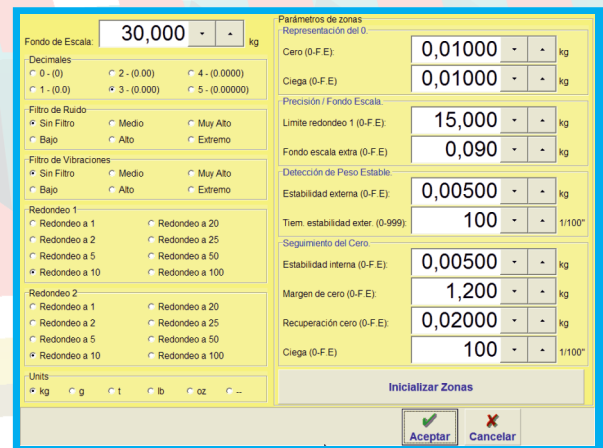 Fondo de Escala: 30,000 kg
Decimales
0 - (0) 2 - (0.00) 4 - (0.0000)
1 - (0.0) 3 - (0.000) 5 - (0.00000)
Filtro de Ruido
Sin Filtro Medio Muy Alto
Bajo Alto Extremo
Filtro de Vibraciones
Sin Filtro Medio Muy Alto
Bajo Alto Extremo
Redondeo 1
Redondeo a 1 Redondeo a 20
Redondeo a 2 Redondeo a 25
Redondeo a 5 Redondeo a 50
Redondeo a 10 Redondeo a 100
Redondeo 2
Redondeo a 1 Redondeo a 20
Redondeo a 2 Redondeo a 25
Redondeo a 5 Redondeo a 50
Redondeo a 10 Redondeo a 100
Units
kg g t lb oz --
Parámetros de zonas
Representación del 0.
Cero (0-F.E): 0,01000 kg
Ciega (0-F.E) 0,01000 kg
Precisión / Fondo Escala.
Limite redondeo 1 (0-F.E): 15,000 kg
Fondo escala extra (0-F.E) 0,090 kg
Detección de Peso Estable.
Estabilidad externa (0-F.E): 0,00500 kg
Tiem. estabilidad exter. (0-999): 100 1/100"
Seguimiento del Cero.
Estabilidad interna (0-F.E): 0,00500 kg
Margen de cero (0-F.E): 1,200 kg
Recuperación cero (0-F.E): 0,02000 kg
Ciega (0-F.E) 100 1/100"
Inicializar Zonas
Aceptar Cancelar